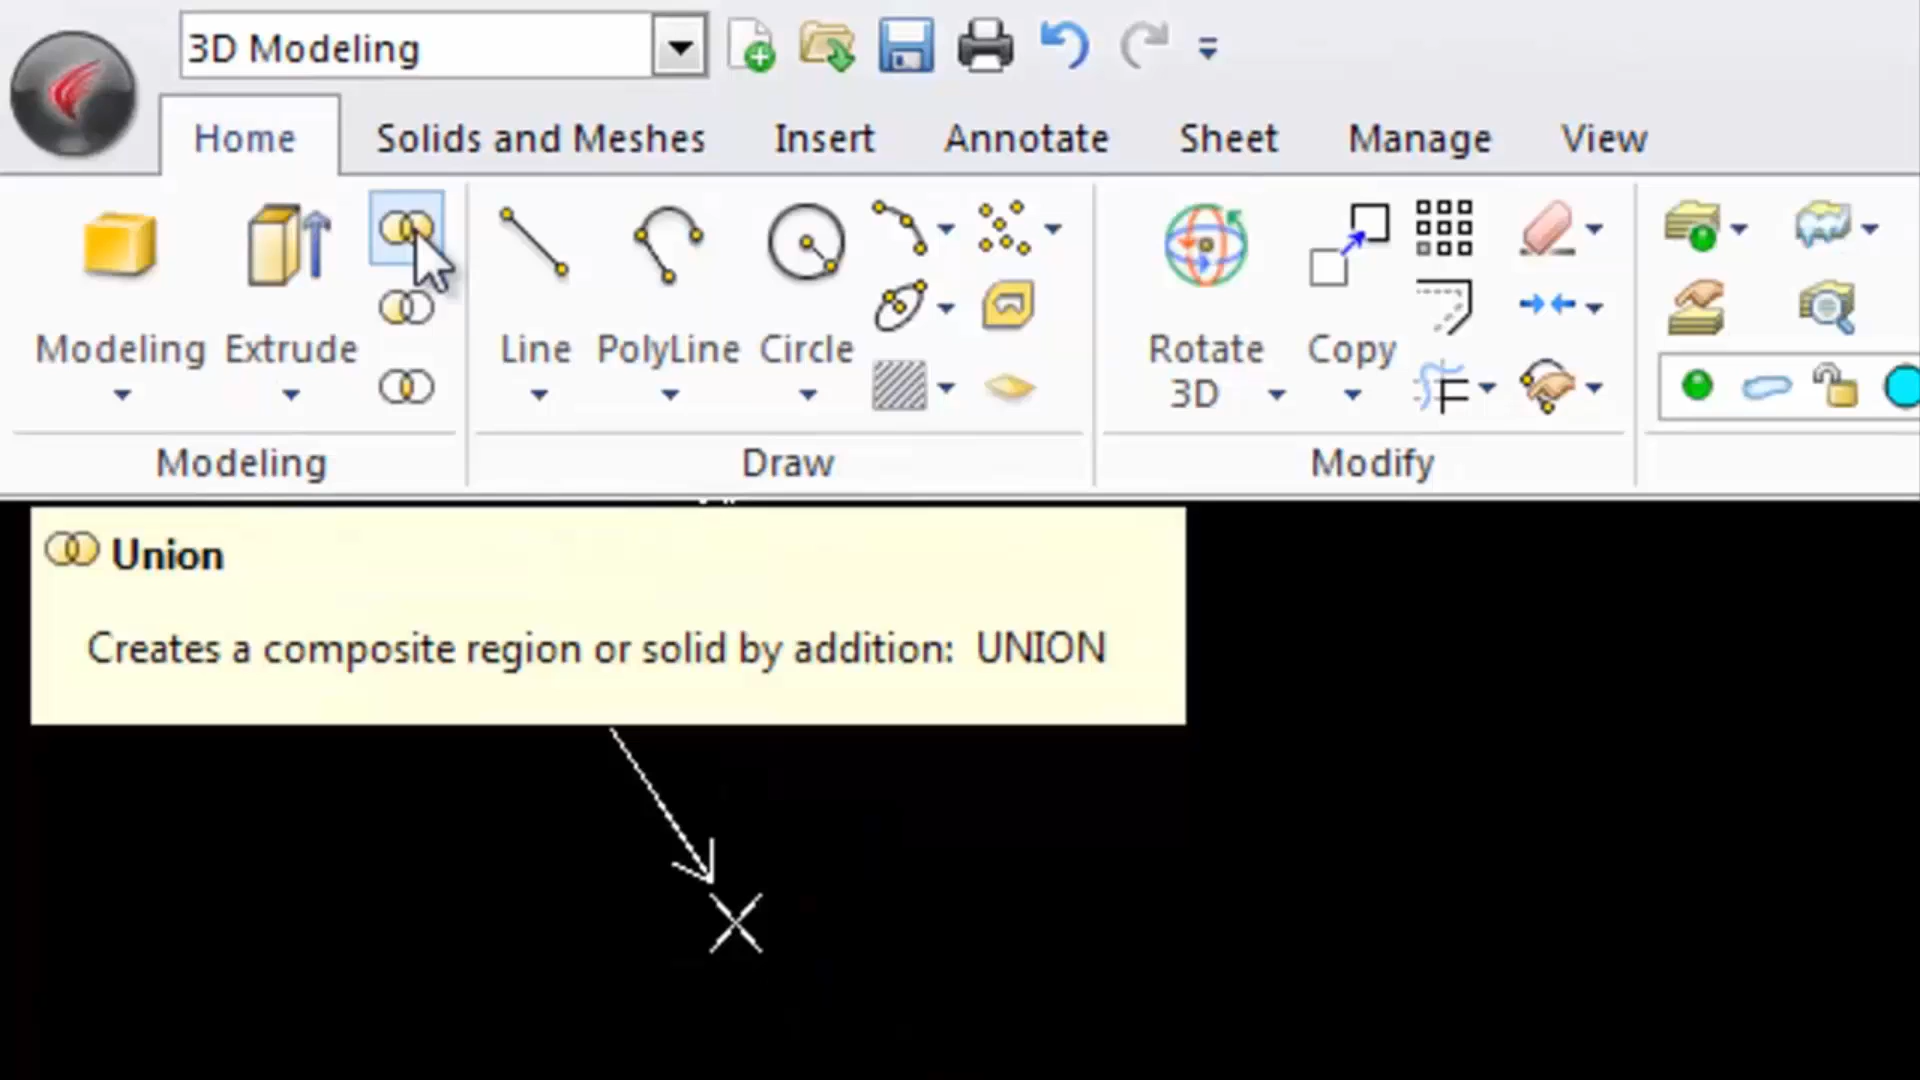 3D Modeling
Home Solids and Meshes Insert Annotate Sheet Manage View
Modeling Extrude Line PolyLine Circle Rotate 3D Copy
Modeling Draw Modify
Union
Creates a composite region or solid by addition: UNION